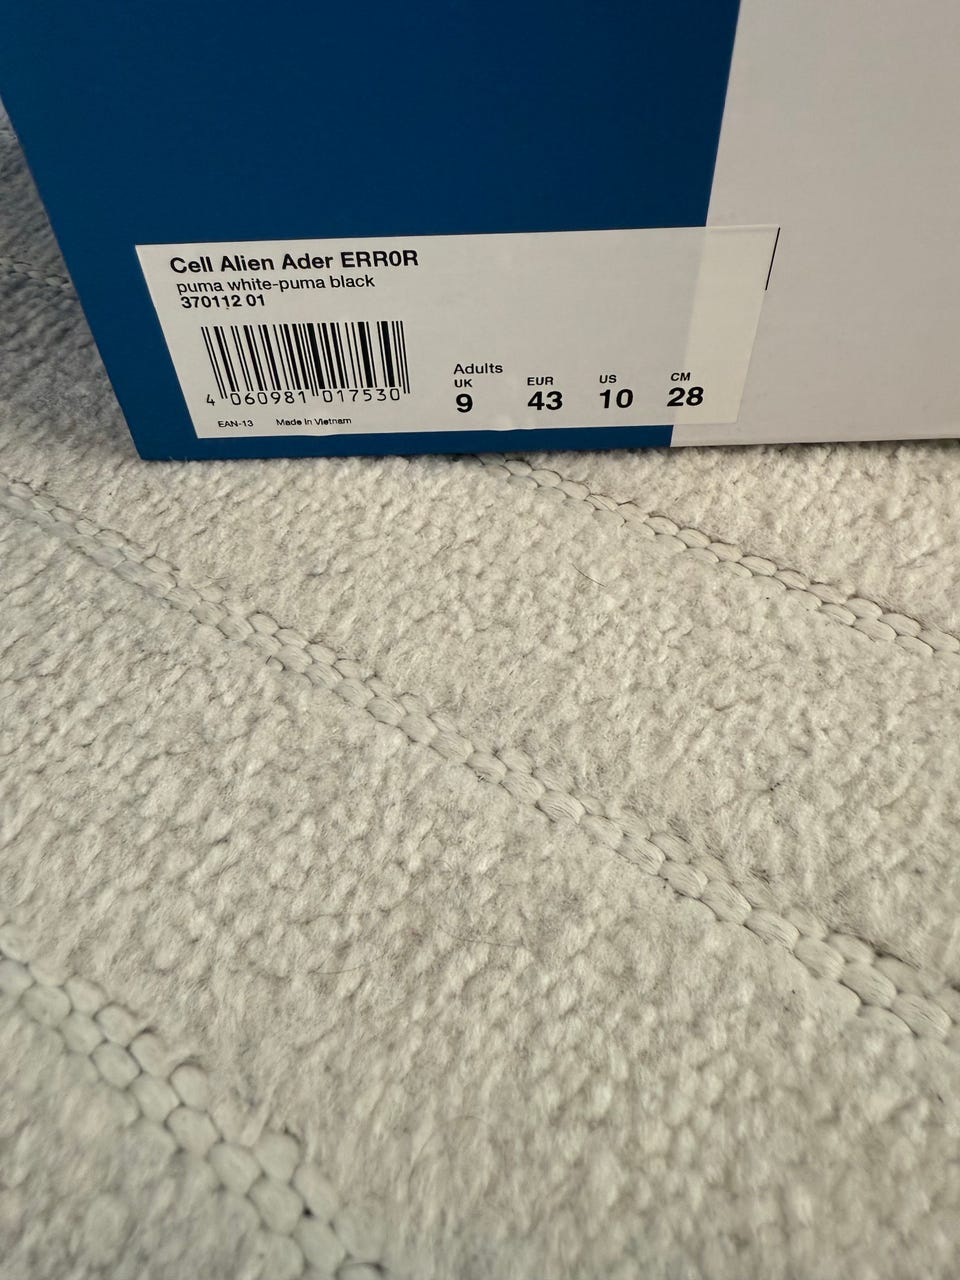 Cell Alien Ader ERR0R
puma white-puma black
370112 01
4 060981 017530
EAN-13 Made in Vietnam
Adults
UK EUR US CM
9 43 10 28